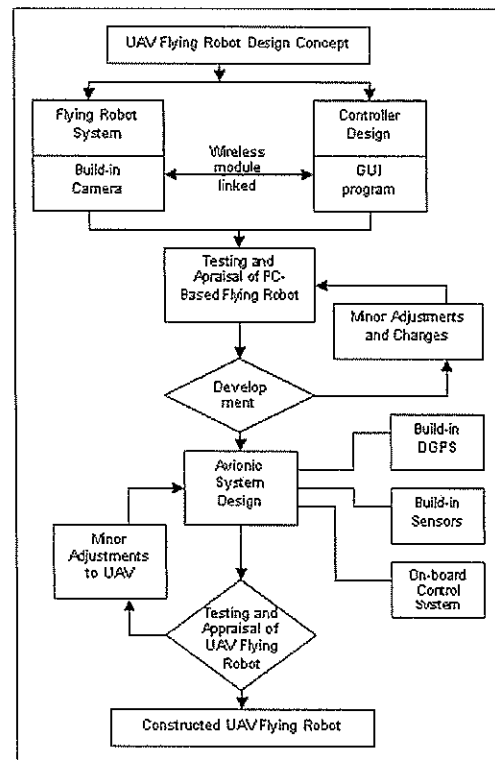 UAV Flying Robot Design Concept
Flying Robot
System
Controller
Design
Wireless
module
linked
Build-in
Camera
GUI
program
Testing and
Apraisal of PC-
Based Flying Robot
Minor Adjustments
and Changes
Develop
ment
Build-in
DGPS
Avionic
System
Design
Build-in
Sensors
Minor
Adjustments
to UAV
On-board
Control
System
Testing and
Appraisal of
UAV Flying
Robot
Constructed UAV Flying Robot